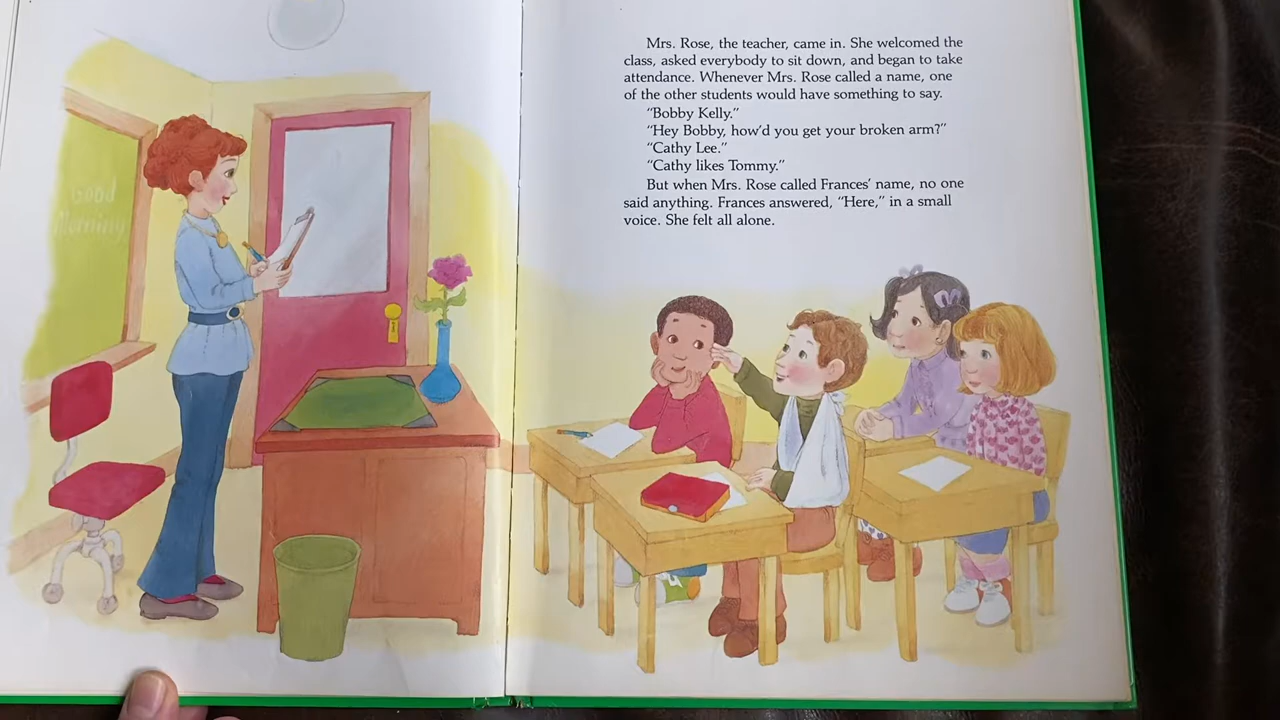 Good
Morning
Mrs. Rose, the teacher, came in. She welcomed the
class, asked everybody to sit down, and began to take
attendance. Whenever Mrs. Rose called a name, one
of the other students would have something to say.
“Bobby Kelly.”
“Hey Bobby, how’d you get your broken arm?”
“Cathy Lee.”
“Cathy likes Tommy.”
But when Mrs. Rose called Frances’ name, no one
said anything. Frances answered, “Here,” in a small
voice. She felt all alone.